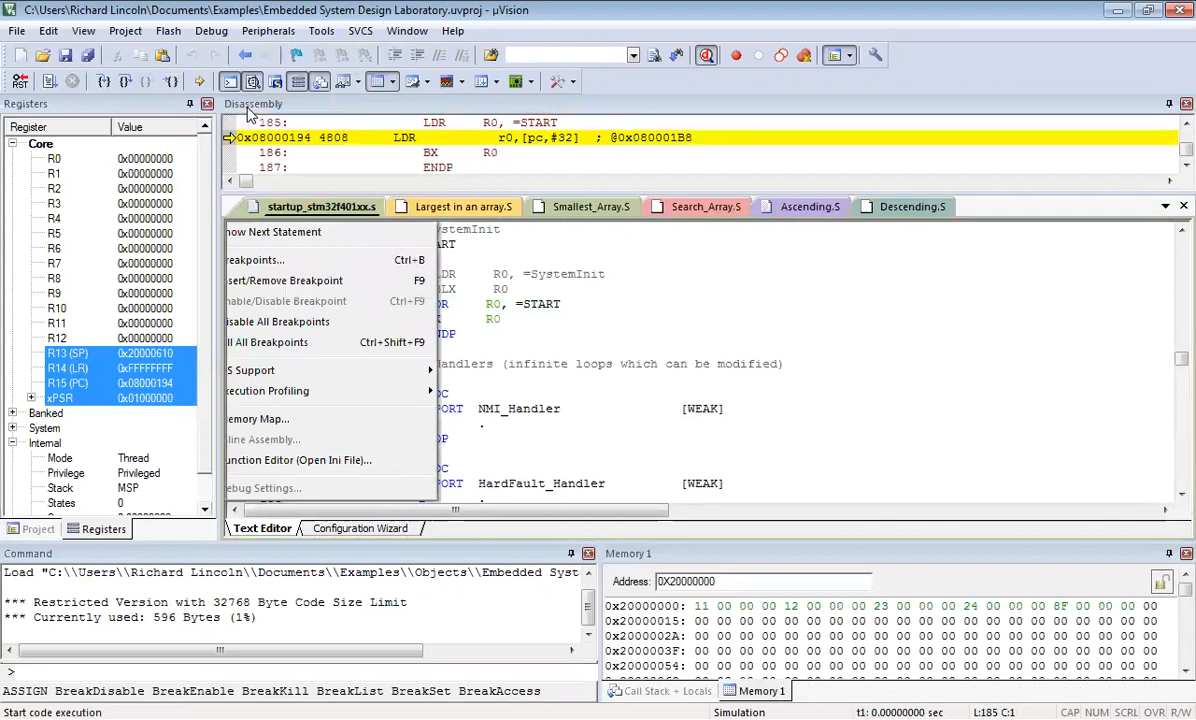 C:\Users\Richard Lincoln\Documents\Examples\Embedded System Design Laboratory.uvproj - µVision
File Edit View Project Flash Debug Peripherals Tools SVCS Window Help
Registers
Register Value
Core
R0 0x00000000
R1 0x00000000
R2 0x00000000
R3 0x00000000
R4 0x00000000
R5 0x00000000
R6 0x00000000
R7 0x00000000
R8 0x00000000
R9 0x00000000
R10 0x00000000
R11 0x00000000
R12 0x00000000
R13 (SP) 0x20000610
R14 (LR) 0xFFFFFFFF
R15 (PC) 0x08000194
xPSR 0x01000000
Banked
System
Internal
Mode Thread
Privilege Privileged
Stack MSP
States 0
Project Registers
Disassembly
185: LDR R0, =START
0x08000194 4808 LDR r0,[pc,#32] ; @0x080001B8
186: BX R0
187: ENDP
startup_stm32f401xx.s Largest in an array.S Smallest_Array.S Search_Array.S Ascending.S Descending.S
how Next Statement
reakpoints... Ctrl+B
sert/Remove Breakpoint F9
nable/Disable Breakpoint Ctrl+F9
isable All Breakpoints
ll All Breakpoints Ctrl+Shift+F9
S Support
xecution Profiling
emory Map...
line Assembly...
unction Editor (Open Ini File)...
ebug Settings...
ystemInit
ART
LDR R0, =SystemInit
BLX R0
DR R0, =START
R0
ENDP
Handlers (infinite loops which can be modified)
OC
PORT NMI_Handler [WEAK]
.
DP
OC
PORT HardFault_Handler [WEAK]
.
Text Editor Configuration Wizard
Command
Load "C:\\Users\\Richard Lincoln\\Documents\\Examples\\Objects\\Embedded Syst
*** Restricted Version with 32768 Byte Code Size Limit
*** Currently used: 596 Bytes (1%)
>
ASSIGN BreakDisable BreakEnable BreakKill BreakList BreakSet BreakAccess
Memory 1
Address: 0X20000000
0x20000000: 11 00 00 00 12 00 00 00 23 00 00 00 24 00 00 00 8F 00 00 00 00
0x20000015: 00 00 00 00 00 00 00 00 00 00 00 00 00 00 00 00 00 00 00 00 00
0x2000002A: 00 00 00 00 00 00 00 00 00 00 00 00 00 00 00 00 00 00 00 00 00
0x2000003F: 00 00 00 00 00 00 00 00 00 00 00 00 00 00 00 00 00 00 00 00 00
0x20000054: 00 00 00 00 00 00 00 00 00 00 00 00 00 00 00 00 00 00 00 00 00
Call Stack + Locals Memory 1
Start code execution Simulation t1: 0.00000000 sec L:185 C:1 CAP NUM SCRL OVR R/W